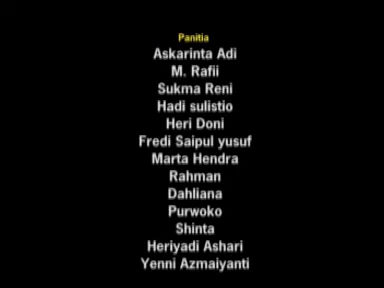 Panitia
Askarinta Adi
M. Rafii
Sukma Reni
Hadi sulistio
Heri Doni
Fredi Saipul yusuf
Marta Hendra
Rahman
Dahliana
Purwoko
Shinta
Heriyadi Ashari
Yenni Azmaiyanti